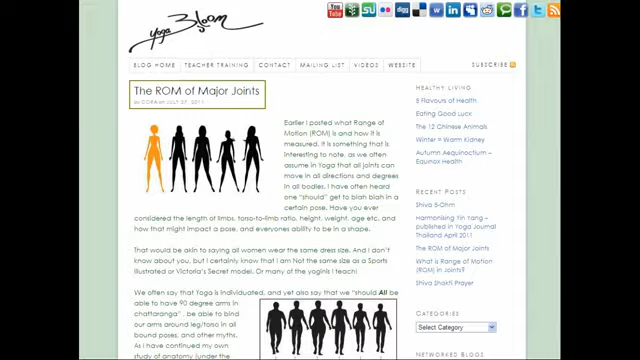 yoga Bloom
You Tube
digg
BLOG HOME
TEACHER TRAINING
CONTACT
MAILING LIST
VIDEOS
WEBSITE
SUBSCRIBE
The ROM of Major Joints
Earlier I posted what Range of
Motion (ROM) is and how it is
measured. It is something that is
interesting to note, as we often
assume in Yoga that all joints can
move in all directions and degrees
in all bodies. I have often heard
one "should" get to blah blah in a
certain pose. Have you ever
considered the length of limbs, torso-to-limb ratio, height, weight, age etc. and
how that might impact a pose, and everyones ability to be in a shape.
That would be akin to saying all women wear the same dress size. And I don't
know about you, but I certainly know that I am Not the same size as a Sports
Illustrated or Victoria's Secret model. Or many of the yoginis I teach!
We often say that Yoga is individuated, and yet also say that we "should All be
able to have 90 degree arms in
chattaranga", be able to bind
our arms around leg/torso in all
bound poses, and other myths.
As I have continued my own
study of anatomy (under the
HEALTHY LIVING
8 Flavours of Health
Eating Good Luck
The 12 Chinese Animals
Winter = Warm Kidney
Autumn Aequinoctium –
Equinox Health
RECENT POSTS
Shiva 8-Ohm
Harmonising Yin Yang –
published in Yoga Journal
Thailand April 2011
The ROM of Major Joints
What is Range of Motion
(ROM) in Joints?
Shiva Shakti Prayer
CATEGORIES
Select Category
NETWORKED BLOGS